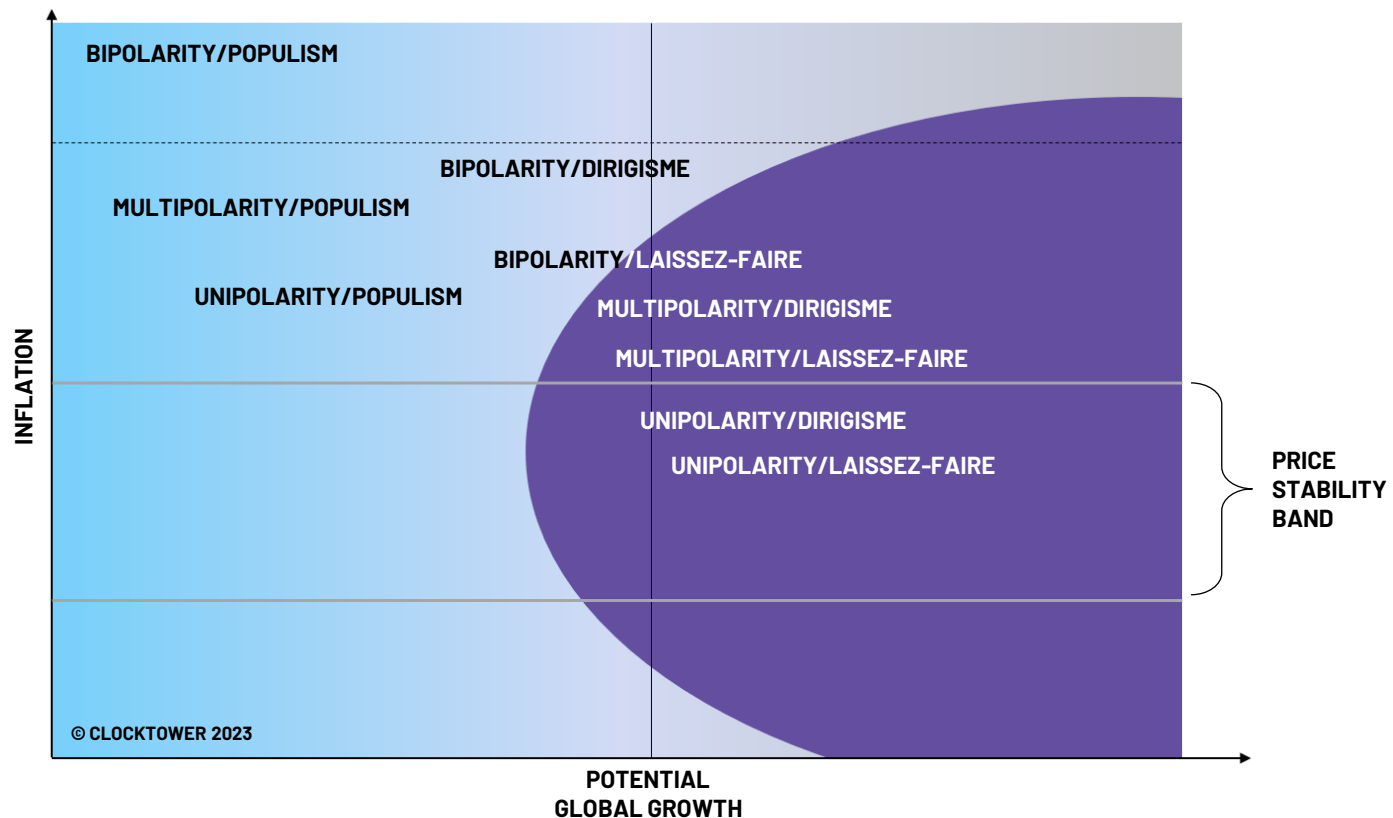 BIPOLARITY/POPULISM
BIPOLARITY/DIRIGISME
MULTIPOLARITY/POPULISM
BIPOLARITY/LAISSEZ-FAIRE
UNIPOLARITY/POPULISM
MULTIPOLARITY/DIRIGISME
MULTIPOLARITY/LAISSEZ-FAIRE
INFLATION
UNIPOLARITY/DIRIGISME
UNIPOLARITY/LAISSEZ-FAIRE
PRICE
STABILITY
BAND
© CLOCKTOWER 2023
POTENTIAL
GLOBAL GROWTH